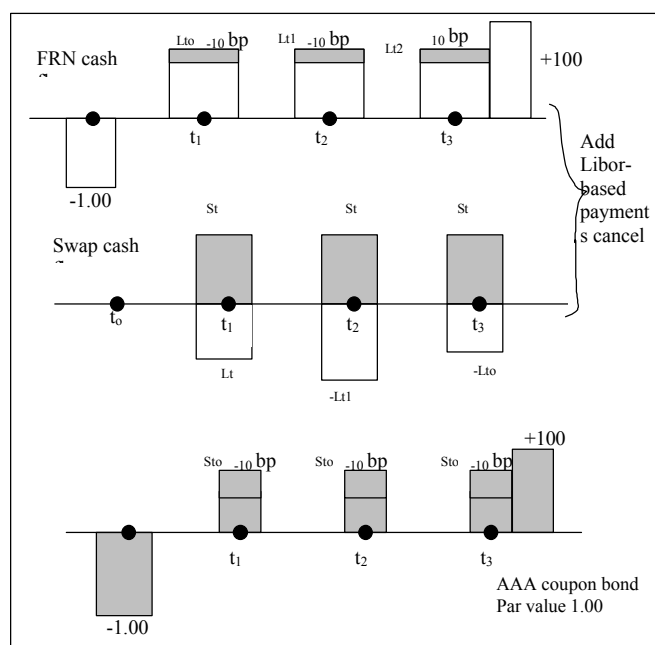 Lto -10 bp
Lt1 -10 bp
Lt2 10 bp
FRN cash
+100
t1
t2
t3
-1.00
Add
Libor-
based
payment
s cancel
St
St
St
Swap cash
to
t1
t2
t3
Lt
-Lt1
-Lto
+100
Sto -10 bp
Sto -10 bp
Sto -10 bp
t1
t2
t3
-1.00
AAA coupon bond
Par value 1.00